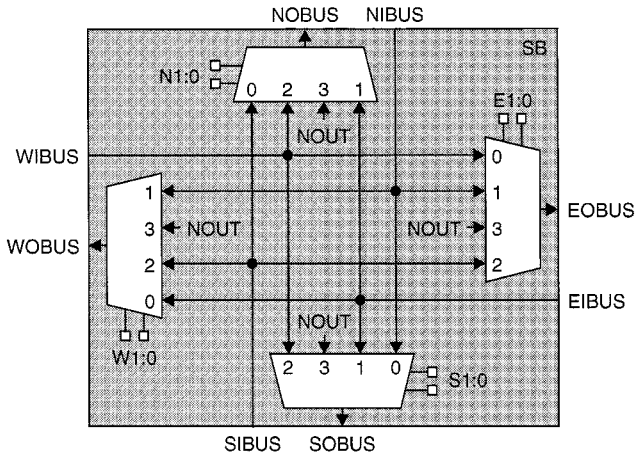 NOBUS NIBUS
SB
N1:0 0 2 3 1
E1:0
NOUT
WIBUS 0
1 1 EOBUS
WOBUS 3 NOUT NOUT 3
2 2
0 EIBUS
NOUT
W1:0 2 3 1 0 S1:0
SIBUS SOBUS